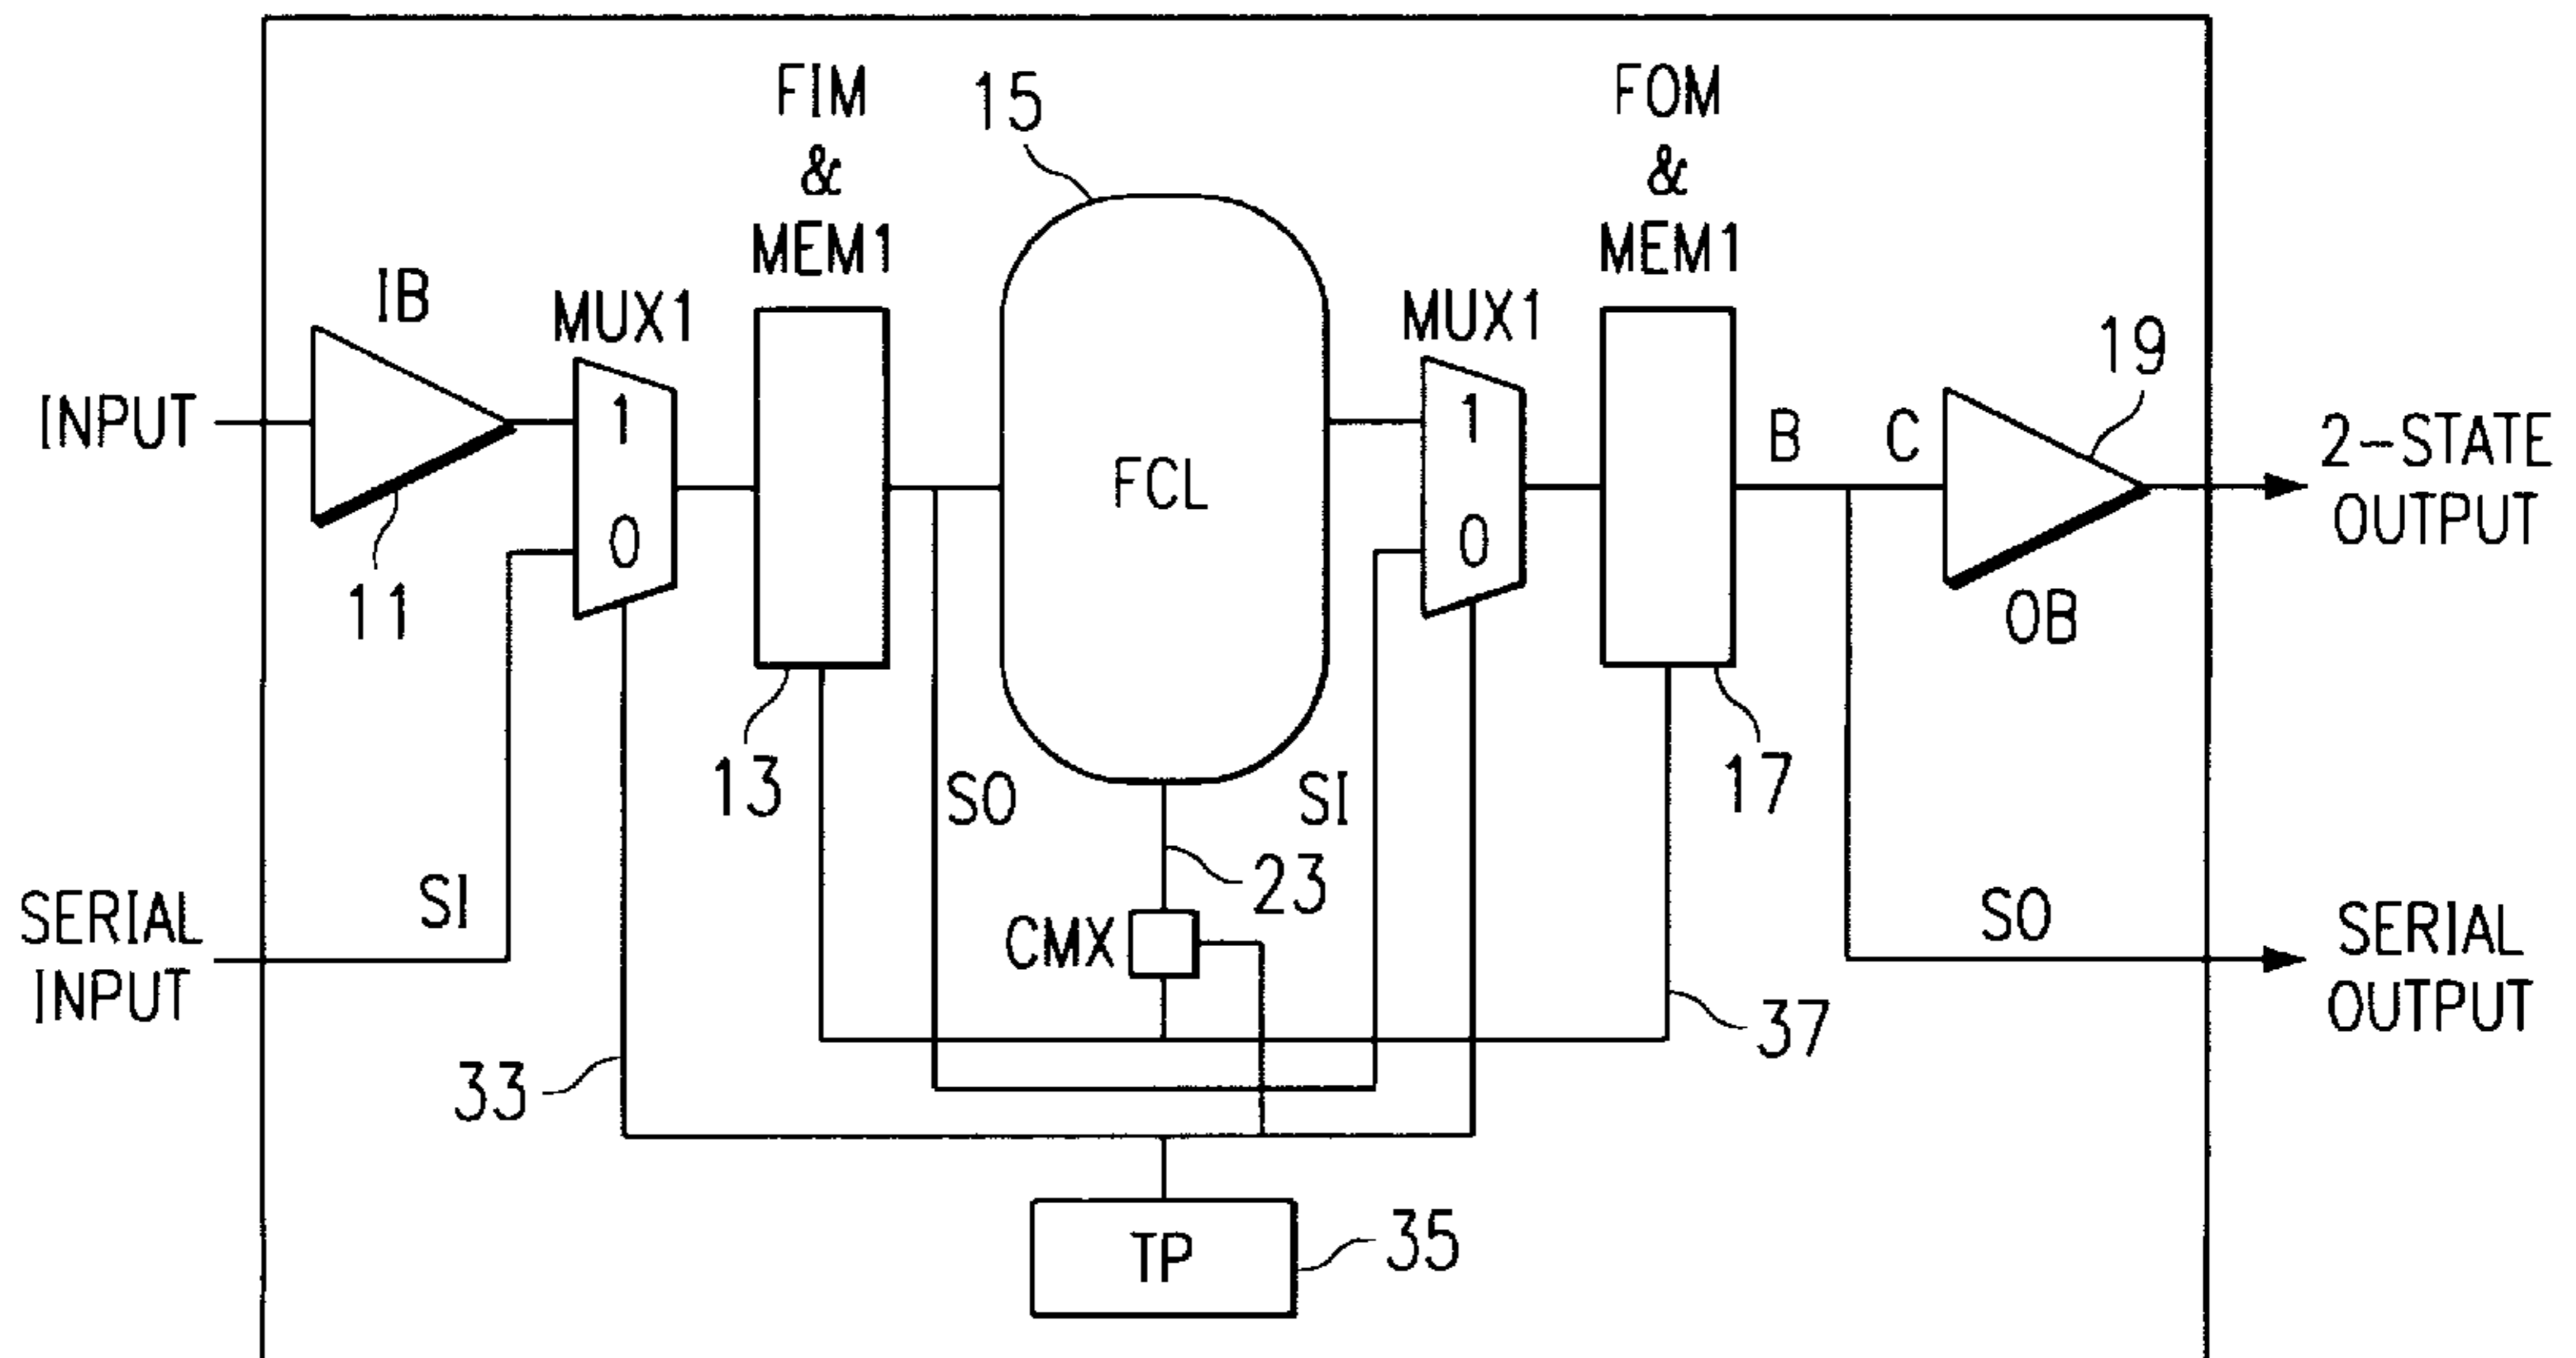 FIM
&
MEM1
15
FOM
&
MEM1
IB
MUX1
MUX1
19
INPUT
1
0
FCL
1
0
B
C
2-STATE
OUTPUT
11
OB
13
SO
SI
17
SERIAL
INPUT
SI
23
CMX
SO
SERIAL
OUTPUT
37
33
TP
35